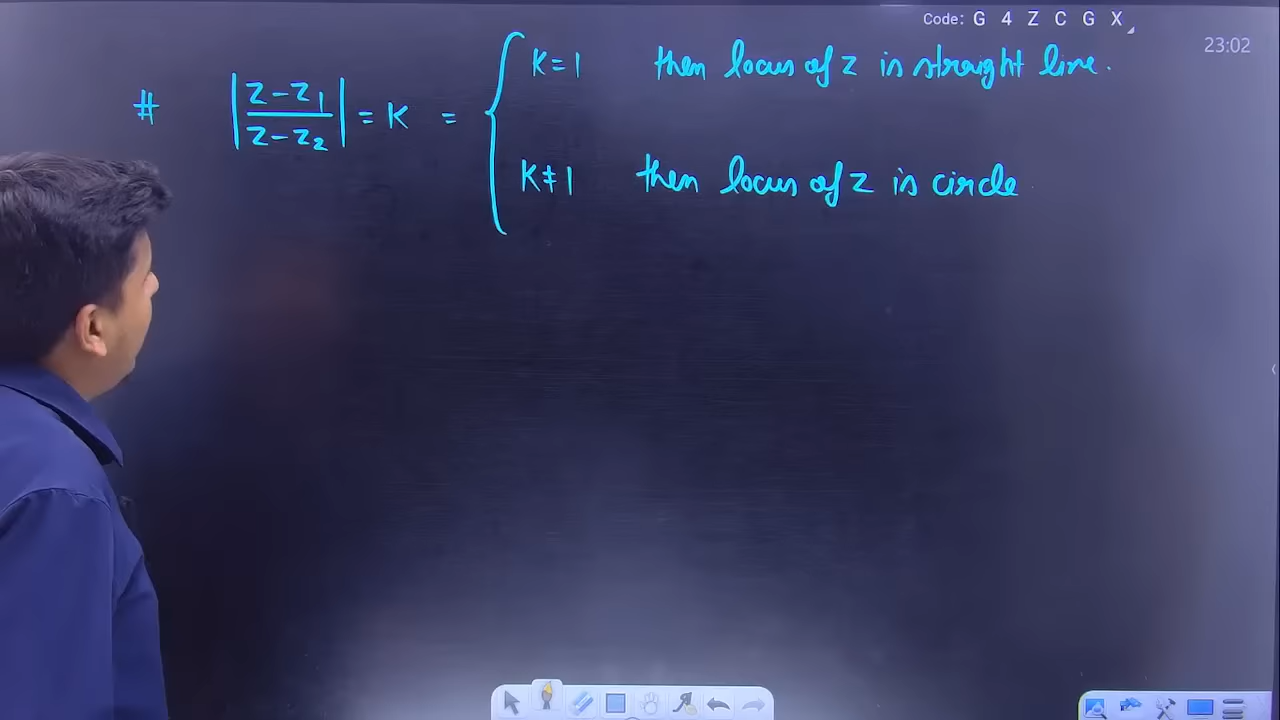 Code: G 4 Z C G X
23:02
# |z-z₁ / z-z₂| = K = { K=1 then locus of z is straight line.
K≠1 then locus of z is circle